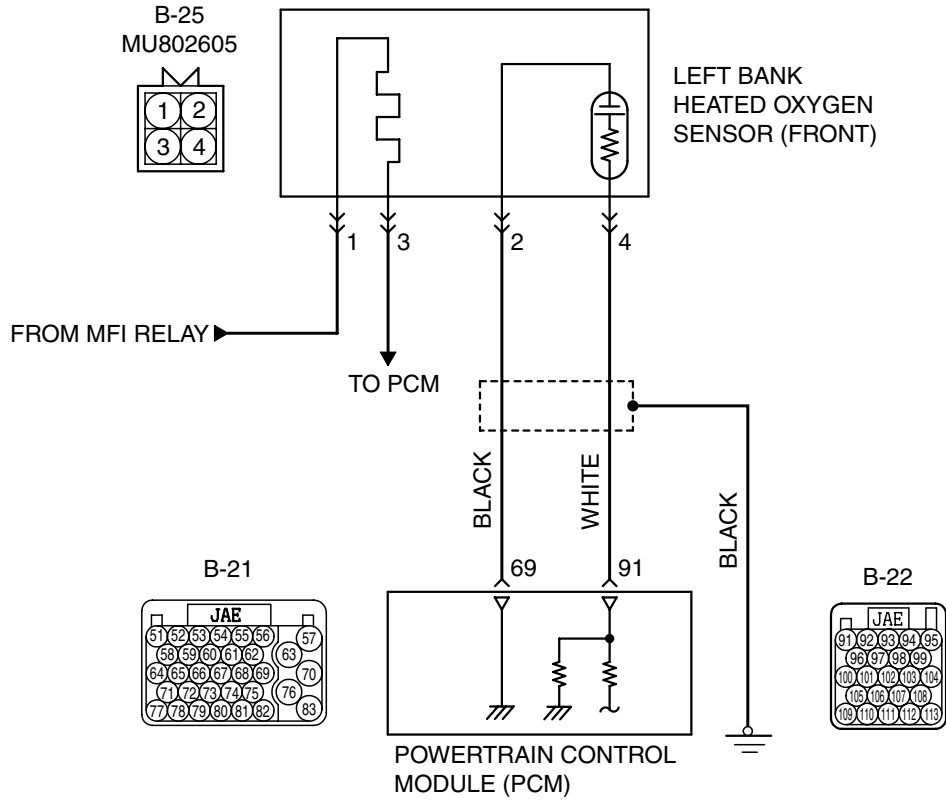 B-25
MU802605
1 2
3 4
LEFT BANK
HEATED OXYGEN
SENSOR (FRONT)
1 3 2 4
FROM MFI RELAY
TO PCM
BLACK
WHITE
BLACK
69 91
B-21
JAE
51 52 53 54 55 56 57
58 59 60 61 62 63
64 65 66 67 68 69 70
71 72 73 74 75 76
77 78 79 80 81 82 83
B-22
JAE
91 92 93 94 95
96 97 98 99
100 101 102 103 104
105 106 107 108
109 110 111 112 113
POWERTRAIN CONTROL
MODULE (PCM)